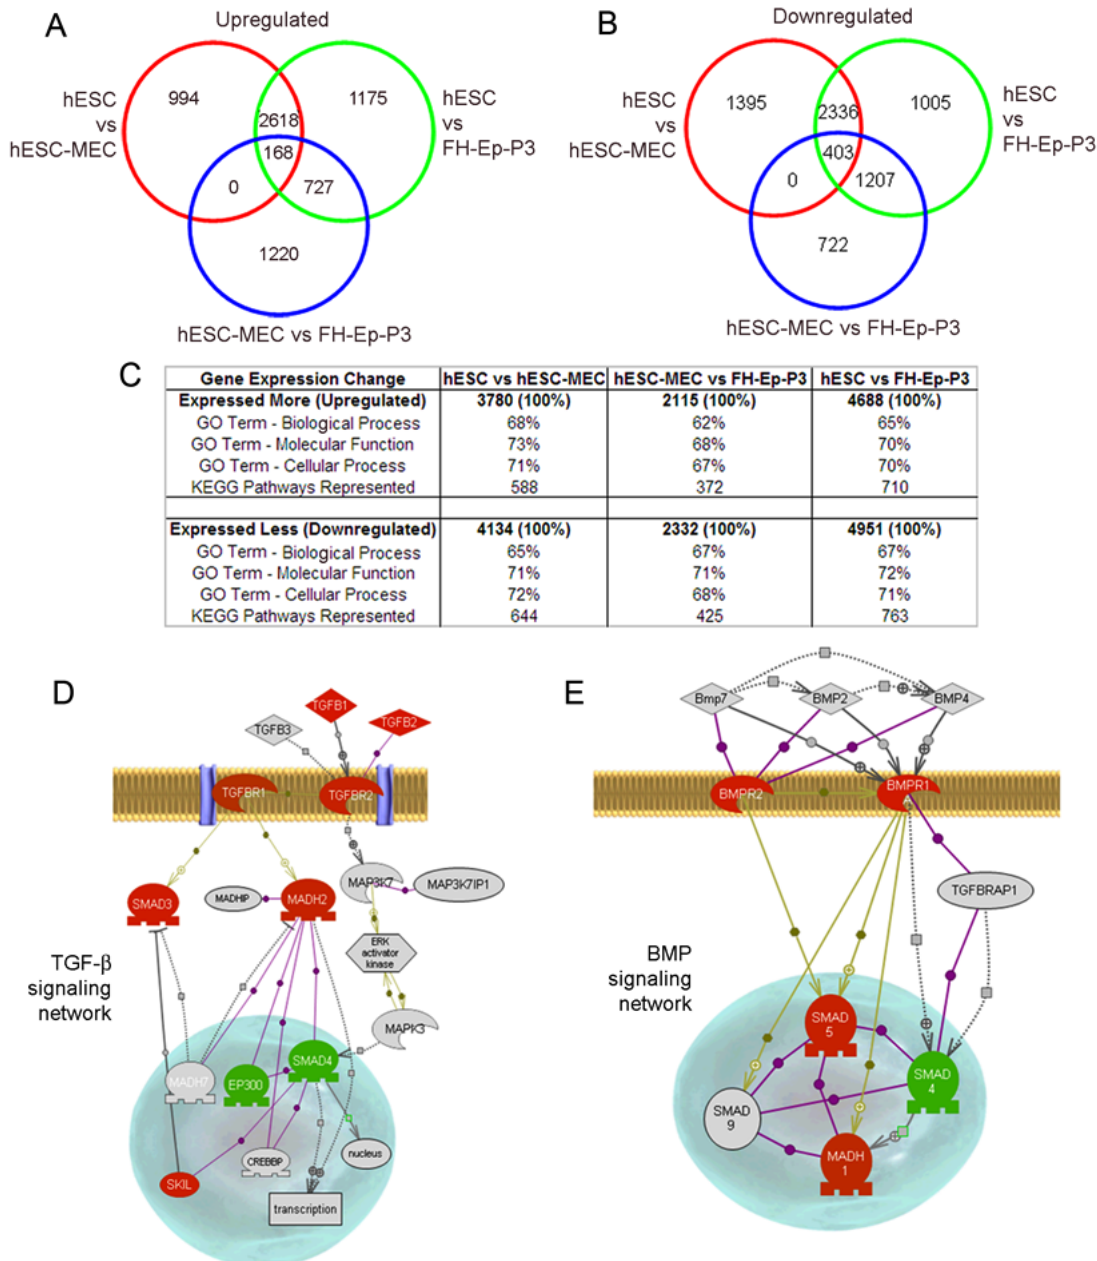 A
Upregulated
994
1175
hESC
vs
hESC-MEC
hESC
vs
FH-Ep-P3
2618
168
0
727
1220
hESC-MEC vs FH-Ep-P3
B
Downregulated
1395
1005
hESC
vs
hESC-MEC
hESC
vs
FH-Ep-P3
2336
403
0
1207
722
hESC-MEC vs FH-Ep-P3
C
Gene Expression Change hESC vs hESC-MEC hESC-MEC vs FH-Ep-P3 hESC vs FH-Ep-P3
Expressed More (Upregulated) 3780 (100%) 2115 (100%) 4688 (100%)
GO Term - Biological Process 68% 62% 65%
GO Term - Molecular Function 73% 68% 70%
GO Term - Cellular Process 71% 67% 70%
KEGG Pathways Represented 588 372 710
Expressed Less (Downregulated) 4134 (100%) 2332 (100%) 4951 (100%)
GO Term - Biological Process 65% 67% 67%
GO Term - Molecular Function 71% 71% 72%
GO Term - Cellular Process 72% 68% 71%
KEGG Pathways Represented 644 425 763
D
TGFB1
TGFB2
TGFB3
TGFBR1
TGFBR2
MAP3K7
MAP3K7IP1
SMAD3
MADHIP
MADH2
ERK
activator
kinase
TGF-β
signaling
network
MAPK3
MADH7
EP300
SMAD4
CREBBP
nucleus
SKIL
transcription
E
Bmp7
BMP2
BMP4
BMPR2
BMPR1
A
TGFBRAP1
BMP
signaling
network
SMAD
5
SMAD
4
SMAD
9
MADH
1